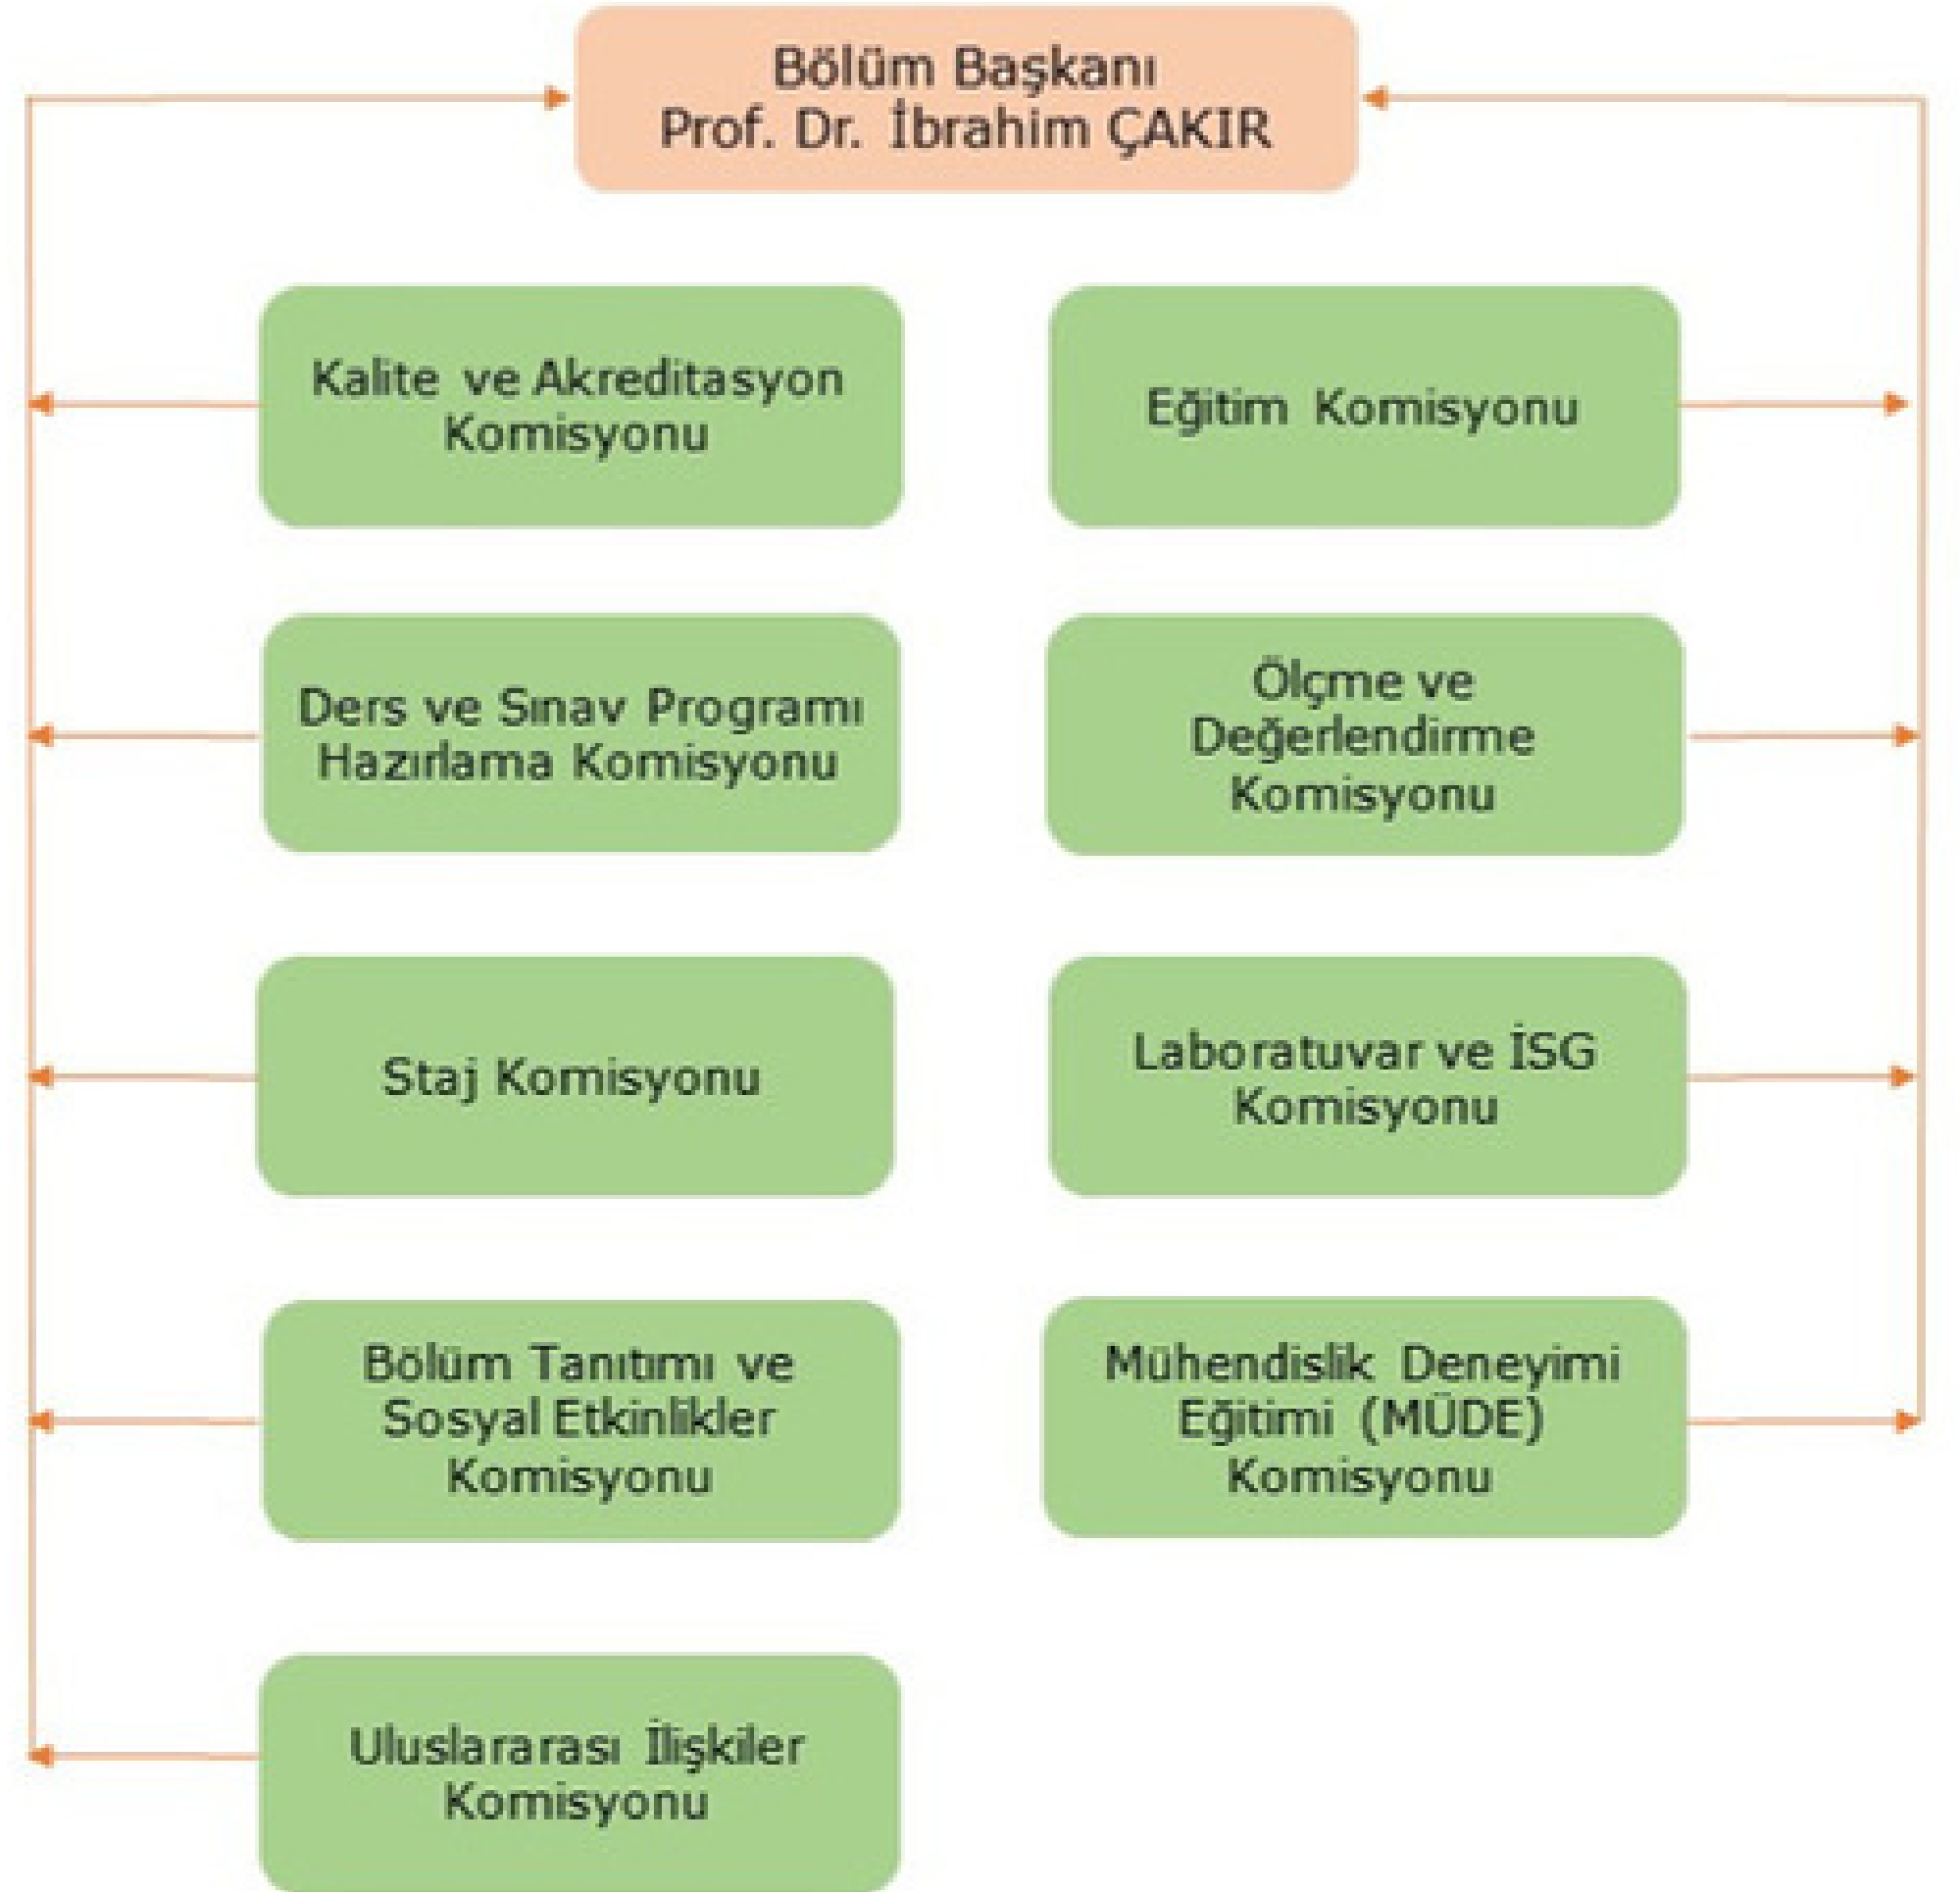 Bölüm Başkanı
Prof. Dr. İbrahim ÇAKIR
Kalite ve Akreditasyon
Komisyonu
Eğitim Komisyonu
Ders ve Sınav Programı
Hazırlama Komisyonu
Ölçme ve
Değerlendirme
Komisyonu
Staj Komisyonu
Laboratuvar ve İSG
Komisyonu
Bölüm Tanıtımı ve
Sosyal Etkinlikler
Komisyonu
Mühendislik Deneyimi
Eğitimi (MÜDE)
Komisyonu
Uluslararası İlişkiler
Komisyonu